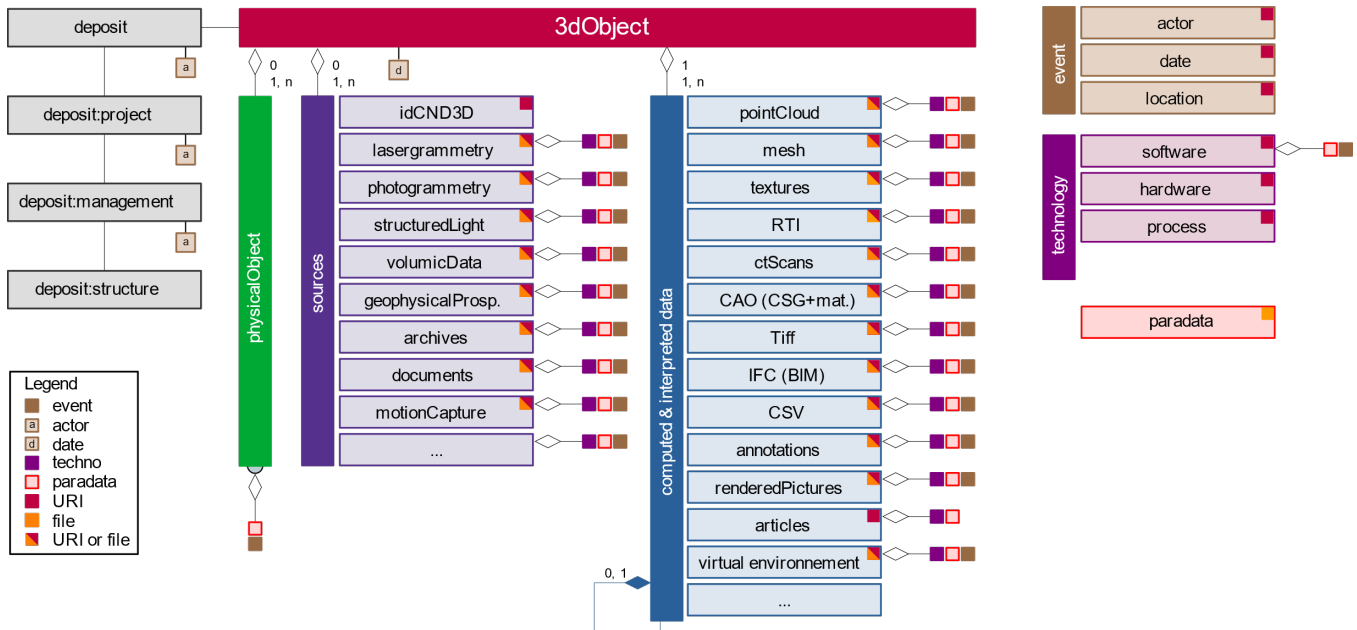 deposit
a
deposit:project
a
deposit:management
a
deposit:structure
3dObject
0
1, n
0
1, n
d
1
1, n
physicalObject
sources
idCND3D
lasergrammetry
photogrammetry
structuredLight
volumicData
geophysicalProsp.
archives
documents
motionCapture
...
computed & interpreted data
pointCloud
mesh
textures
RTI
ctScans
CAO (CSG+mat.)
Tiff
IFC (BIM)
CSV
annotations
renderedPictures
articles
virtual environnement
...
0, 1
event
actor
date
location
technology
software
hardware
process
paradata
Legend
event
a actor
d date
techno
paradata
URI
file
URI or file